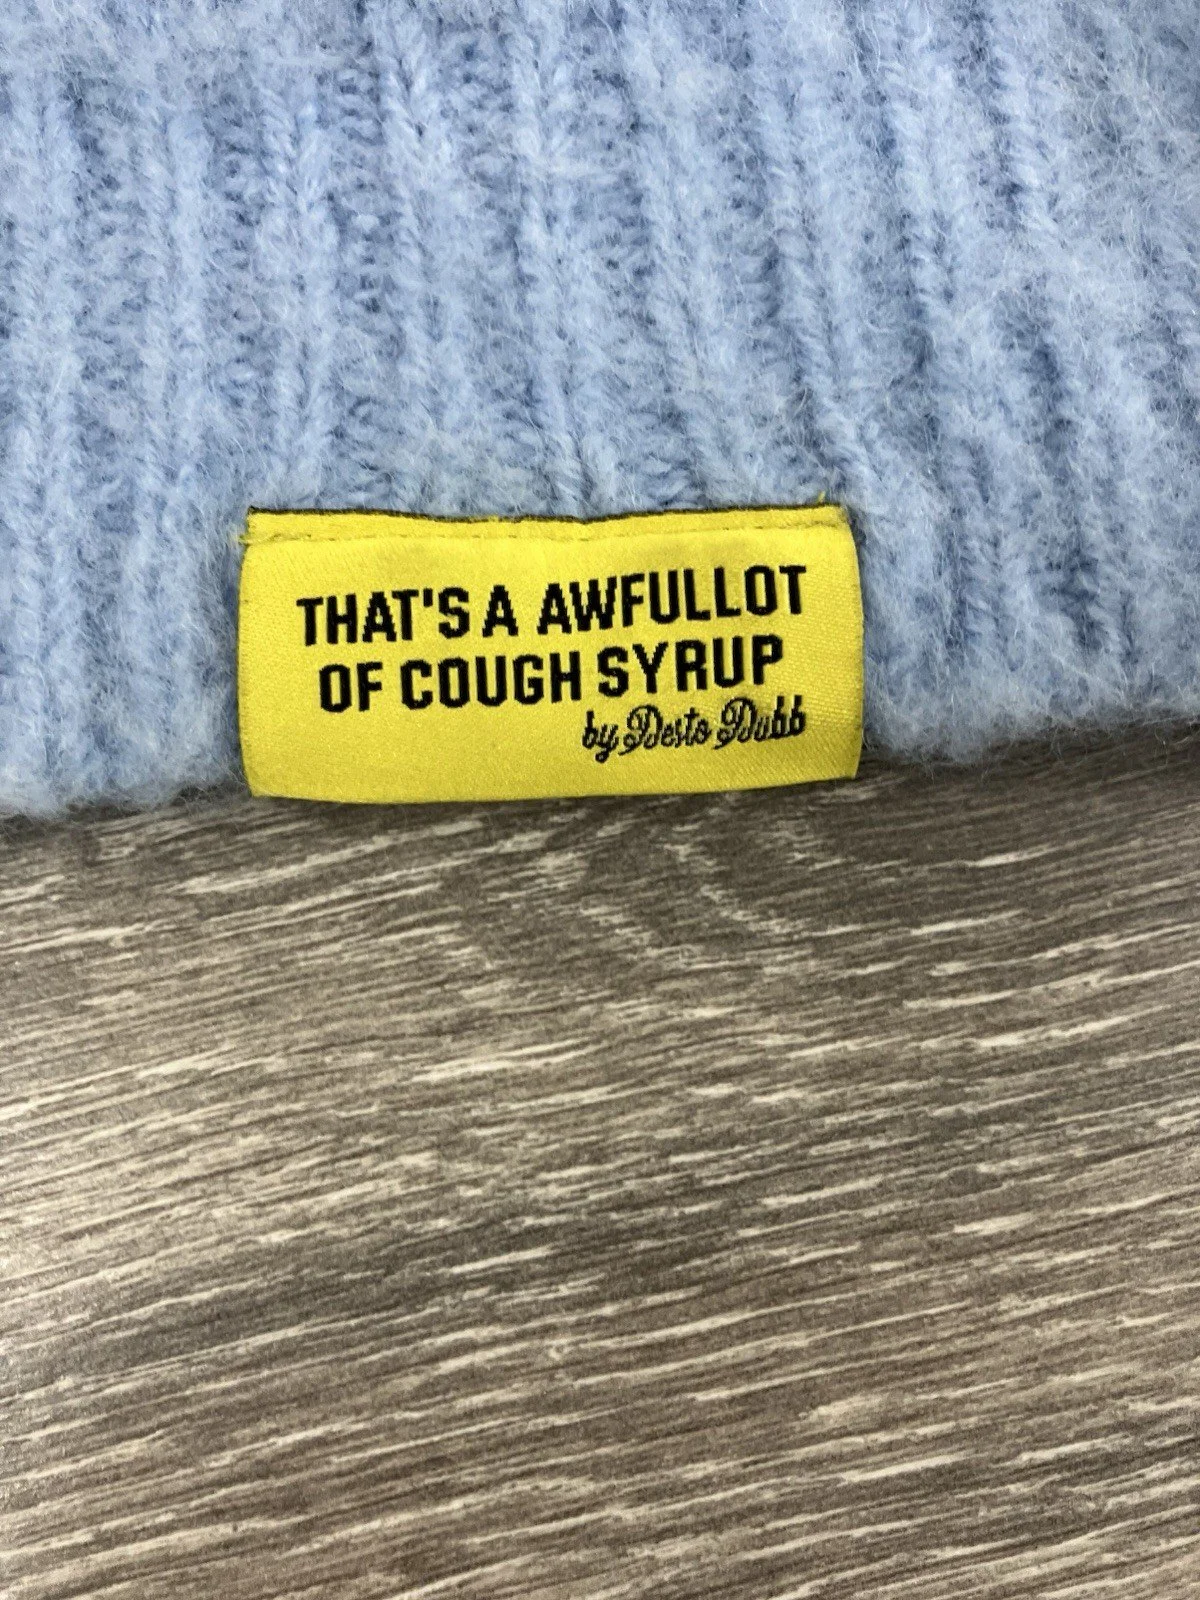 THAT'S A AWFULLOT
OF COUGH SYRUP
by Desto Dubb